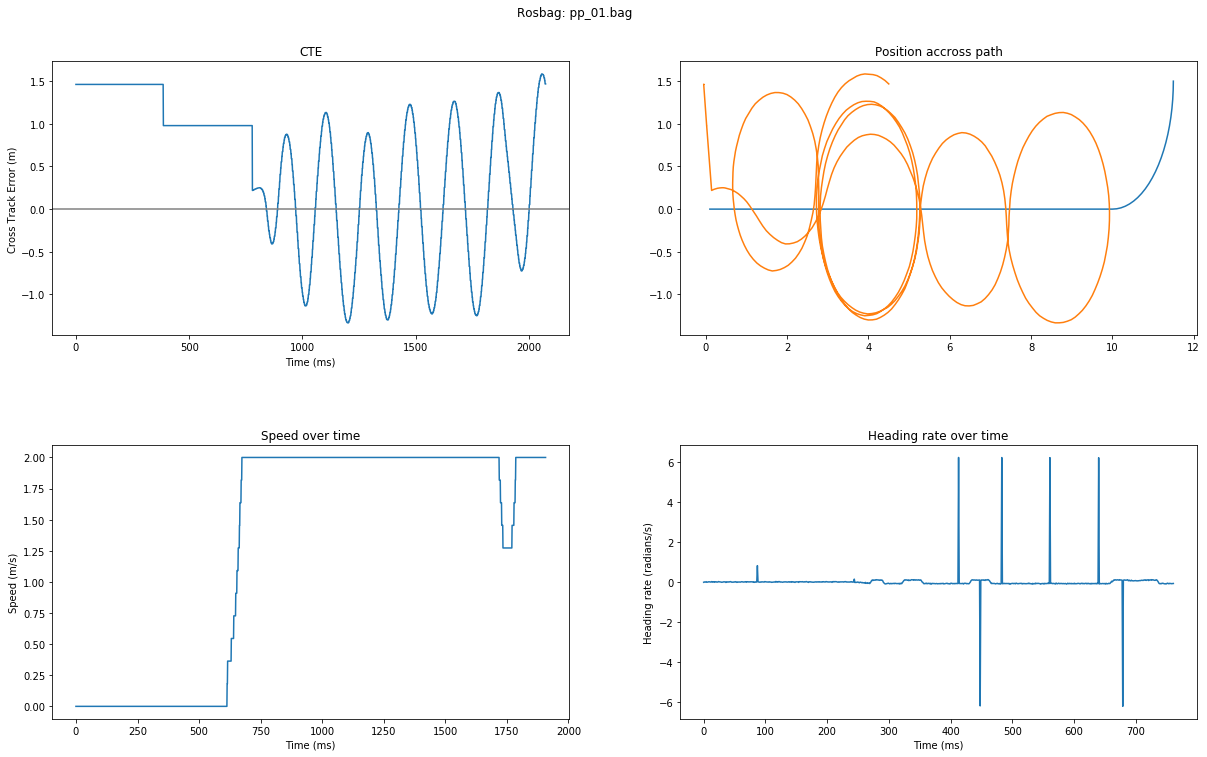 Rosbag: pp_01.bag
CTE
Cross Track Error (m)
1.5
1.0
0.5
0.0
−0.5
−1.0
0 500 1000 1500 2000
Time (ms)
Position accross path
1.5
1.0
0.5
0.0
−0.5
−1.0
0 2 4 6 8 10 12
Speed over time
Speed (m/s)
2.00
1.75
1.50
1.25
1.00
0.75
0.50
0.25
0.00
0 250 500 750 1000 1250 1500 1750 2000
Time (ms)
Heading rate over time
Heading rate (radians/s)
6
4
2
0
−2
−4
−6
0 100 200 300 400 500 600 700
Time (ms)